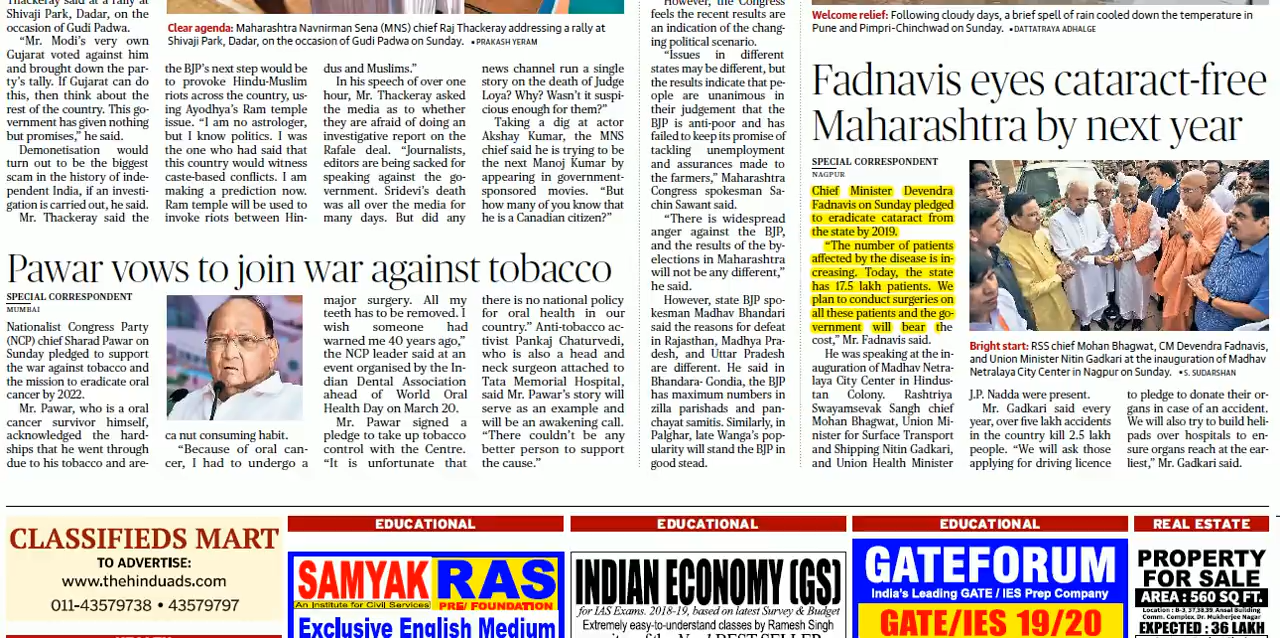 Thackeray said at a rally at
Shivaji Park, Dadar, on the
occasion of Gudi Padwa.
“Mr. Modi’s very own
Gujarat voted against him
and brought down the par-
ty’s tally. If Gujarat can do
this, then think about the
rest of the country. This go-
vernment has given nothing
but promises,” he said.
Demonetisation would
turn out to be the biggest
scam in the history of inde-
pendent India, if an investi-
gation is carried out, he said.
Mr. Thackeray said the
Clear agenda: Maharashtra Navnirman Sena (MNS) chief Raj Thackeray addressing a rally at
Shivaji Park, Dadar, on the occasion of Gudi Padwa on Sunday. •PRAKASH YERAM
the BJP’s next step would be
to provoke Hindu-Muslim
riots across the country, us-
ing Ayodhya’s Ram temple
issue. “I am no astrologer,
but I know politics. I was
the one who had said that
this country would witness
caste-based conflicts. I am
making a prediction now.
Ram temple will be used to
invoke riots between Hin-
dus and Muslims.”
In his speech of over one
hour, Mr. Thackeray asked
the media as to whether
they are afraid of doing an
investigative report on the
Rafale deal. “Journalists,
editors are being sacked for
speaking against the go-
vernment. Sridevi’s death
was all over the media for
many days. But did any
news channel run a single
story on the death of Judge
Loya? Why? Wasn’t it suspi-
cious enough for them?”
Taking a dig at actor
Akshay Kumar, the MNS
chief said he is trying to be
the next Manoj Kumar by
appearing in government-
sponsored movies. “But
how many of you know that
he is a Canadian citizen?”
However, the Congress
feels the recent results are
an indication of the chang-
ing political scenario.
“Issues in different
states may be different, but
the results indicate that pe-
ople are unanimous in
their judgement that the
BJP is anti-poor and has
failed to keep its promise of
tackling unemployment
and assurances made to
the farmers,” Maharashtra
Congress spokesman Sa-
chin Sawant said.
“There is widespread
anger against the BJP,
and the results of the by-
elections in Maharashtra
will not be any different,”
he said.
However, state BJP spo-
kesman Madhav Bhandari
said the reasons for defeat
in Rajasthan, Madhya Pra-
desh, and Uttar Pradesh
are different. He said in
Bhandara- Gondia, the BJP
has maximum numbers in
zilla parishads and pan-
chayat samitis. Similarly, in
Palghar, late Wanga’s pop-
ularity will stand the BJP in
good stead.
Welcome relief: Following cloudy days, a brief spell of rain cooled down the temperature in
Pune and Pimpri-Chinchwad on Sunday. •DATTATRAYA ADHALGE
Fadnavis eyes cataract-free
Maharashtra by next year
SPECIAL CORRESPONDENT
NAGPUR
Chief Minister Devendra
Fadnavis on Sunday pledged
to eradicate cataract from
the state by 2019.
“The number of patients
affected by the disease is in-
creasing. Today, the state
has 17.5 lakh patients. We
plan to conduct surgeries on
all these patients and the go-
vernment will bear the
cost,” Mr. Fadnavis said.
He was speaking at the in-
auguration of Madhav Netra-
laya City Center in Hindus-
tan Colony. Rashtriya
Swayamsevak Sangh chief
Mohan Bhagwat, Union Mi-
nister for Surface Transport
and Shipping Nitin Gadkari,
and Union Health Minister
Bright start: RSS chief Mohan Bhagwat, CM Devendra Fadnavis,
and Union Minister Nitin Gadkari at the inauguration of Madhav
Netralaya City Center in Nagpur on Sunday. •S. SUDARSHAN
J.P. Nadda were present.
Mr. Gadkari said every
year, over five lakh accidents
in the country kill 2.5 lakh
people. “We will ask those
applying for driving licence
to pledge to donate their or-
gans in case of an accident.
We will also try to build heli-
pads over hospitals to en-
sure organs reach at the ear-
liest,” Mr. Gadkari said.
Pawar vows to join war against tobacco
SPECIAL CORRESPONDENT
MUMBAI
Nationalist Congress Party
(NCP) chief Sharad Pawar on
Sunday pledged to support
the war against tobacco and
the mission to eradicate oral
cancer by 2022.
Mr. Pawar, who is a oral
cancer survivor himself,
acknowledged the hard-
ships that he went through
due to his tobacco and are-
ca nut consuming habit.
“Because of oral can-
cer, I had to undergo a
major surgery. All my
teeth has to be removed. I
wish someone had
warned me 40 years ago,”
the NCP leader said at an
event organised by the In-
dian Dental Association
ahead of World Oral
Health Day on March 20.
Mr. Pawar signed a
pledge to take up tobacco
control with the Centre.
“It is unfortunate that
there is no national policy
for oral health in our
country.” Anti-tobacco ac-
tivist Pankaj Chaturvedi,
who is also a head and
neck surgeon attached to
Tata Memorial Hospital,
said Mr. Pawar’s story will
serve as an example and
will be an awakening call.
“There couldn’t be any
better person to support
the cause.”
CLASSIFIEDS MART
TO ADVERTISE:
www.thehinduads.com
011-43579738 • 43579797
EDUCATIONAL
SAMYAK RAS
An Institute for Civil Services PRE/ FOUNDATION
Exclusive English Medium
EDUCATIONAL
INDIAN ECONOMY (GS)
for IAS Exams. 2018-19, based on latest Survey & Budget
Extremely easy-to-understand classes by Ramesh Singh
EDUCATIONAL
GATEFORUM
India’s Leading GATE / IES Prep Company
GATE/IES 19/20
REAL ESTATE
PROPERTY
FOR SALE
AREA : 560 SQ FT.
Location : B-3, 37,38,39, Ansal Building
Comm. Complex, Dr. Mukherjee Nagar
EXPECTED : 36 LAKH